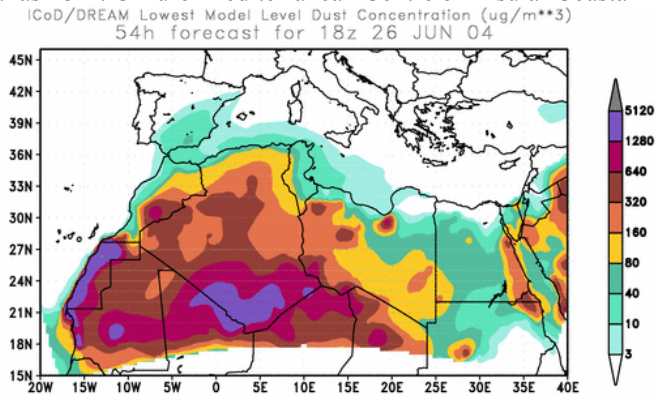 ICoD/DREAM Lowest Model Level Dust Concentration (ug/m**3)
54h forecast for 18z 26 JUN 04
45N
42N
39N
36N
33N
30N
27N
24N
21N
18N
15N
20W 15W 10W 5W 0 5E 10E 15E 20E 25E 30E 35E 40E
5120
1280
640
320
160
80
40
10
3